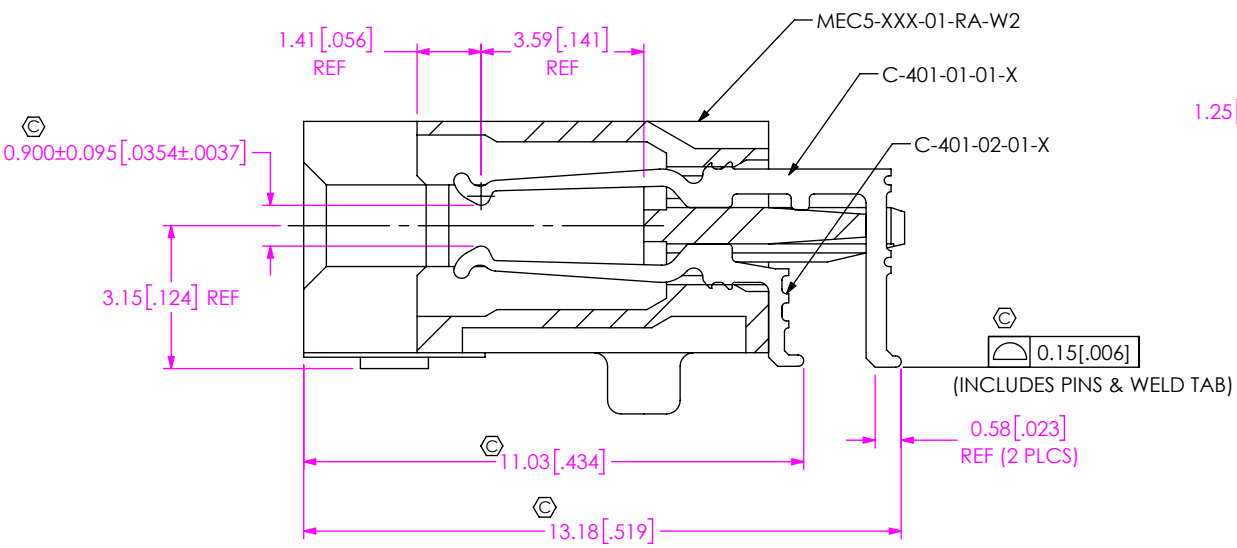 MEC5-XXX-01-RA-W2
1.41[.056]
REF
3.59[.141]
REF
C-401-01-01-X
1.25[
C
0.900±0.095[.0354±.0037]
C-401-02-01-X
3.15[.124] REF
C
0.15[.006]
(INCLUDES PINS & WELD TAB)
0.58[.023]
REF (2 PLCS)
C
11.03[.434]
C
13.18[.519]